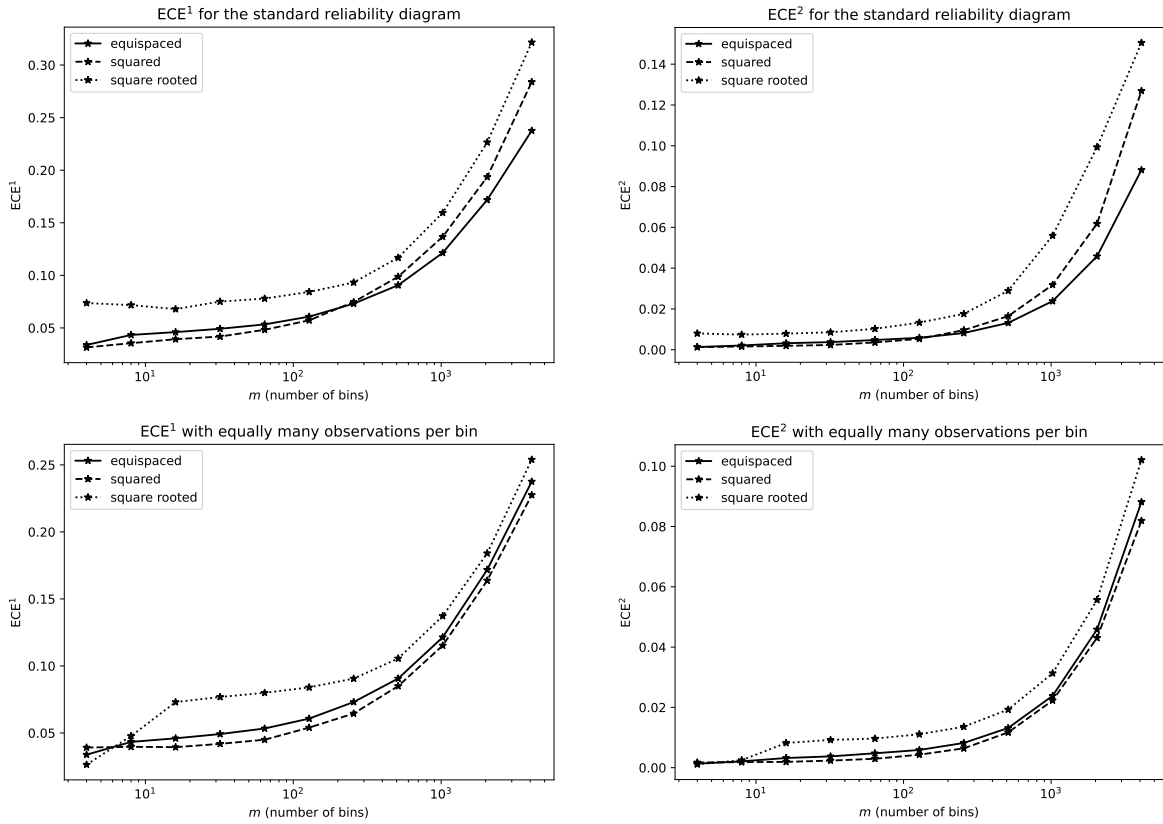 ECE¹ for the standard reliability diagram
equispaced
squared
square rooted
0.30
0.25
0.20
0.15
0.10
0.05
ECE¹
10¹ 10² 10³
m (number of bins)
ECE² for the standard reliability diagram
equispaced
squared
square rooted
0.14
0.12
0.10
0.08
0.06
0.04
0.02
0.00
ECE²
10¹ 10² 10³
m (number of bins)
ECE¹ with equally many observations per bin
equispaced
squared
square rooted
0.25
0.20
0.15
0.10
0.05
ECE¹
10¹ 10² 10³
m (number of bins)
ECE² with equally many observations per bin
equispaced
squared
square rooted
0.10
0.08
0.06
0.04
0.02
0.00
ECE²
10¹ 10² 10³
m (number of bins)